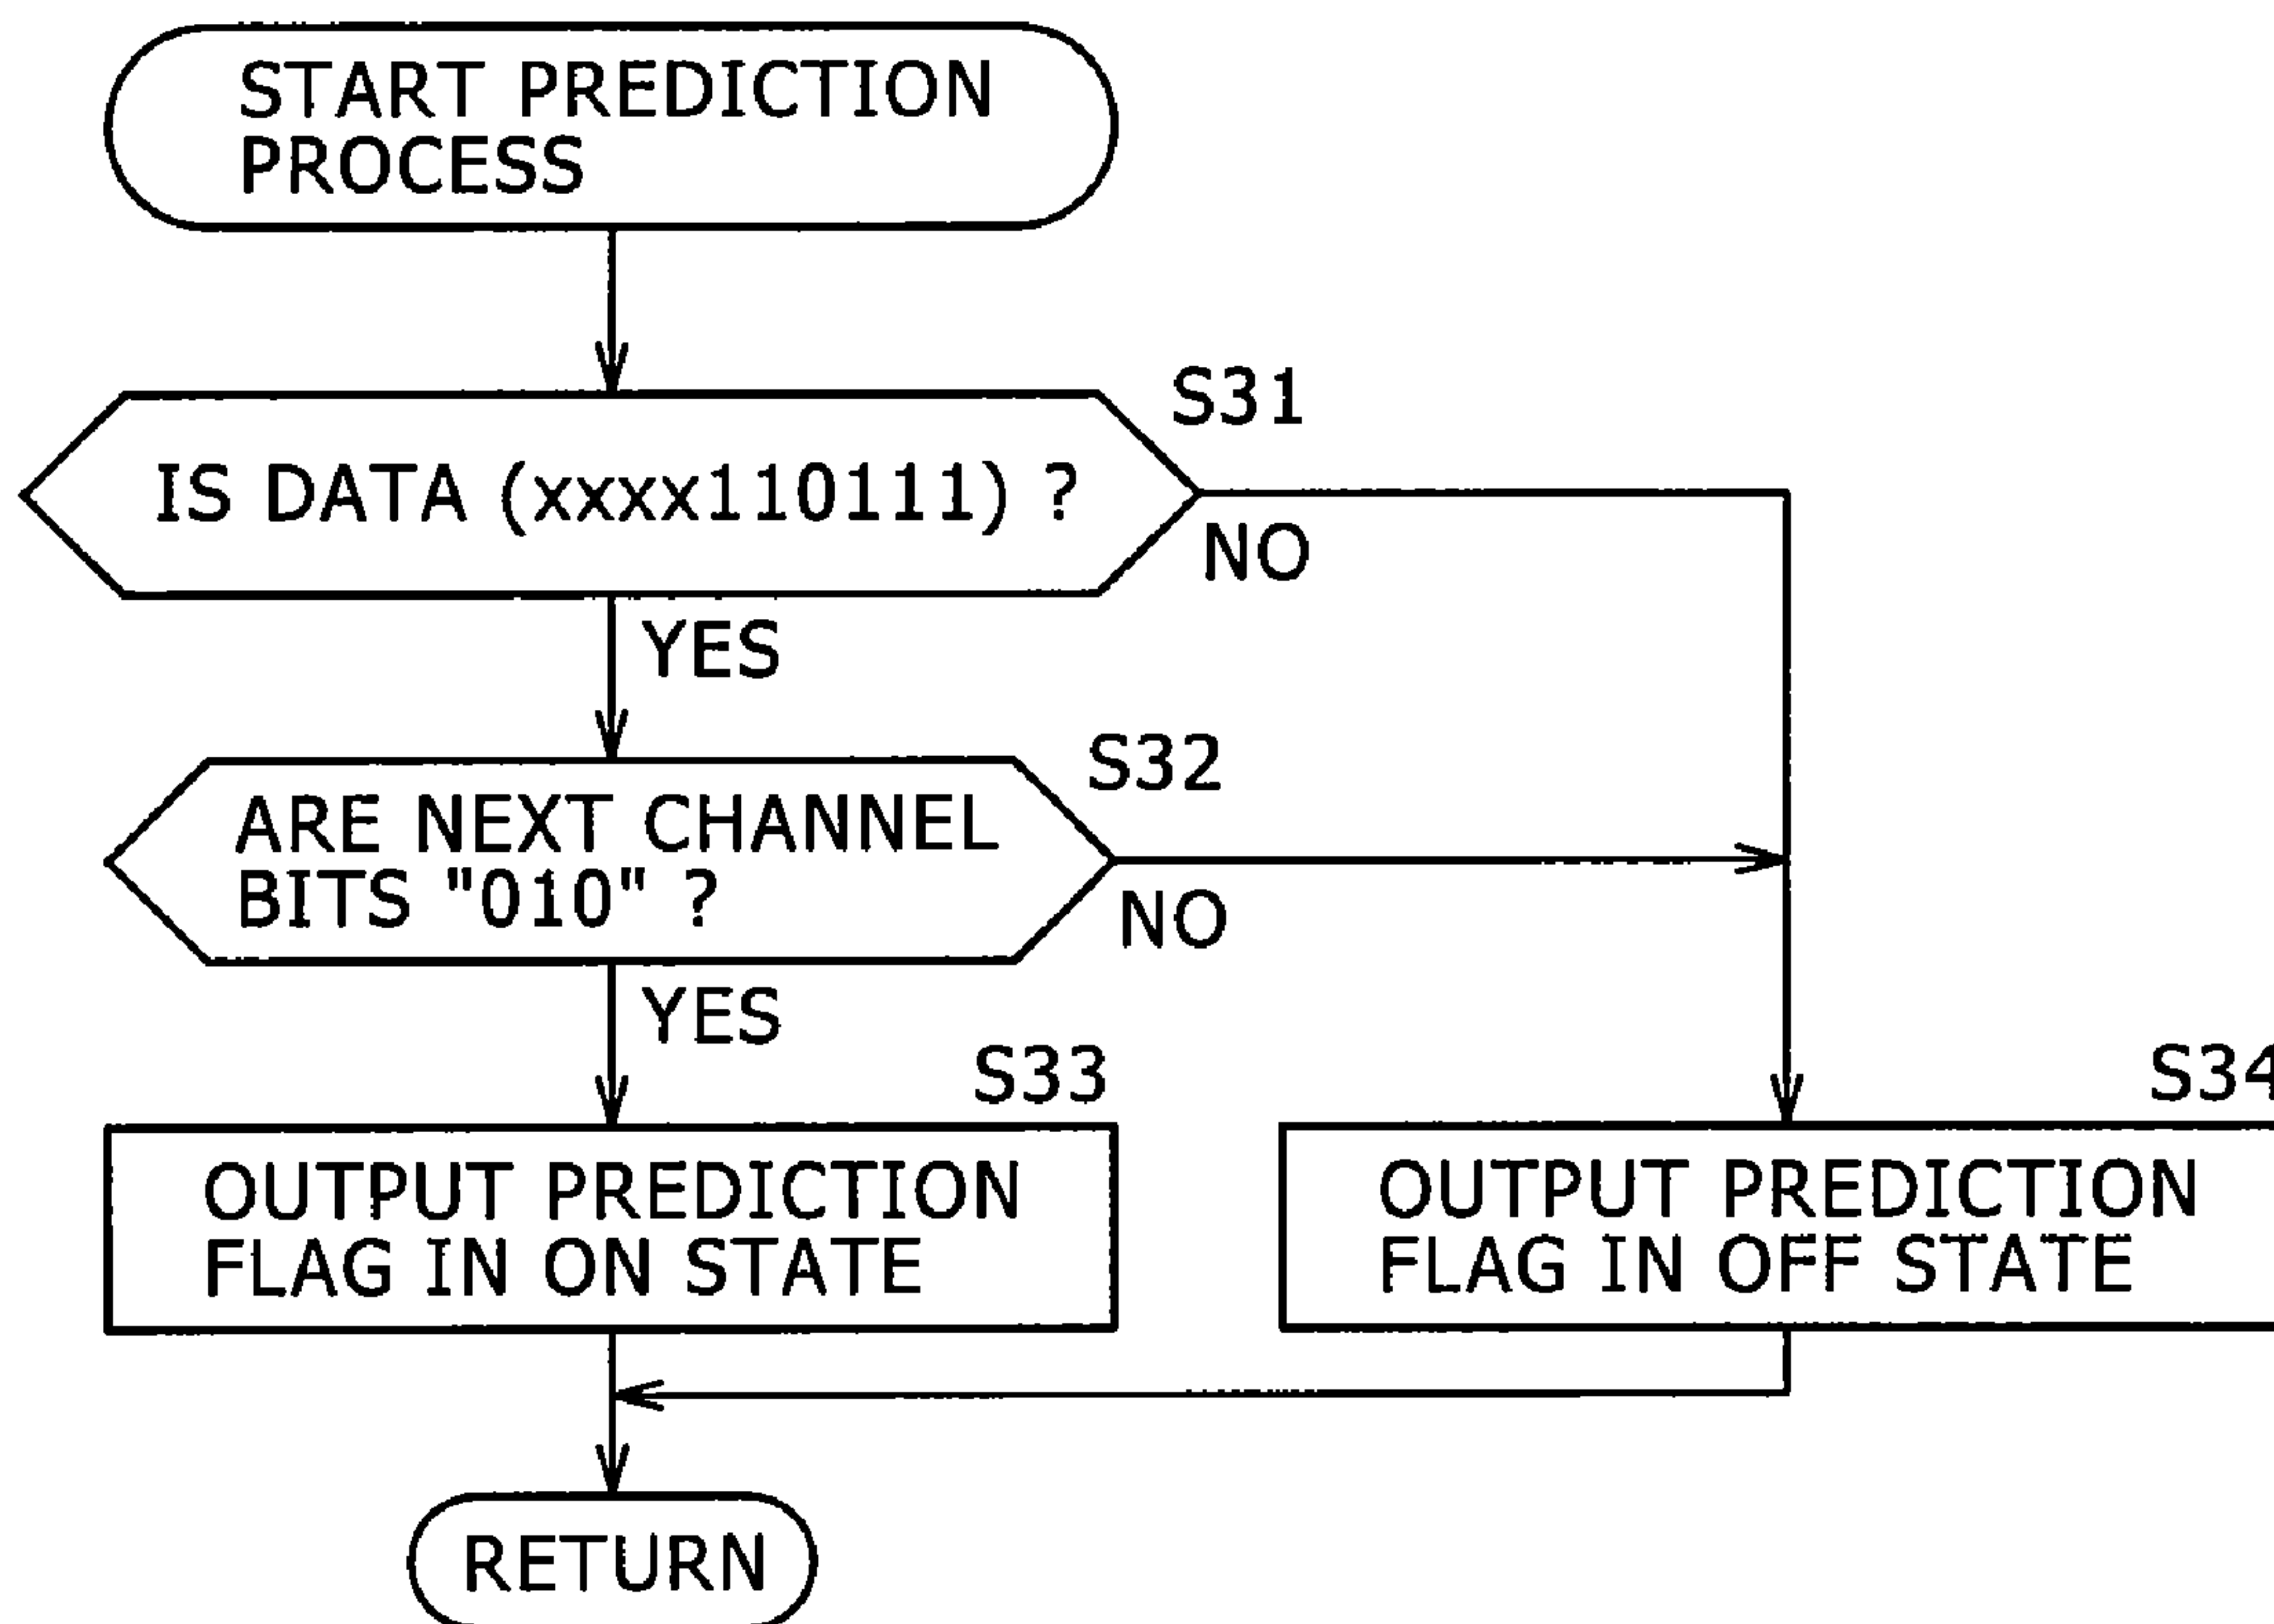 START PREDICTION
PROCESS
S31
IS DATA (xxxx110111) ?
NO
YES
S32
ARE NEXT CHANNEL
BITS "010" ?
NO
YES
S33
S34
OUTPUT PREDICTION
FLAG IN ON STATE
OUTPUT PREDICTION
FLAG IN OFF STATE
RETURN